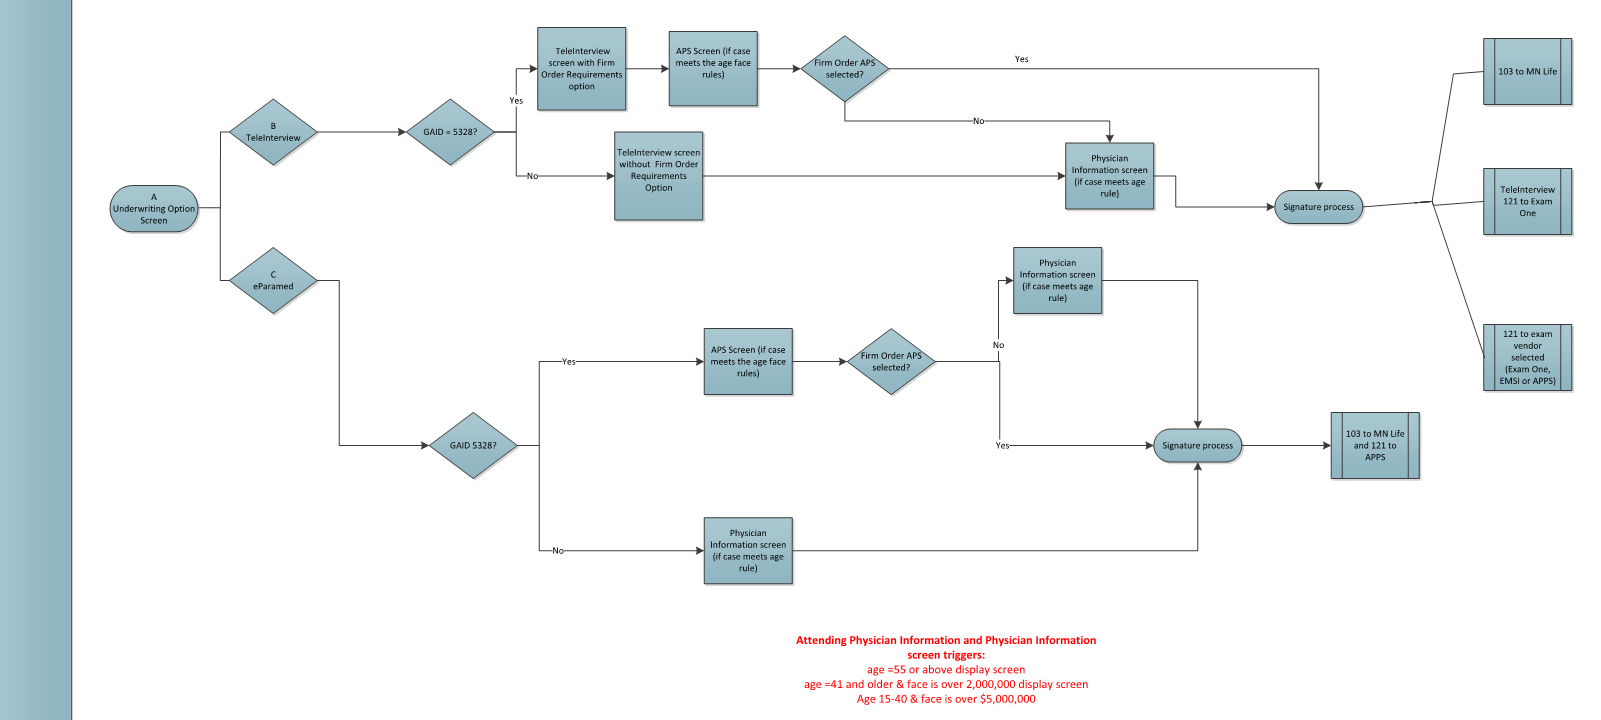 A
Underwriting Option
Screen
B
TeleInterview
GAID = 5328?
Yes
No
TeleInterview
screen with Firm
Order Requirements
option
APS Screen (if case
meets the age face
rules)
Firm Order APS
selected?
Yes
No
TeleInterview screen
without  Firm Order
Requirements
Option
Physician
Information screen
(if case meets age
rule)
Signature process
103 to MN Life
TeleInterview
121 to Exam
One
121 to exam
vendor
selected
(Exam One,
EMSI or APPS)
C
eParamed
GAID 5328?
Yes
No
APS Screen (if case
meets the age face
rules)
Firm Order APS
selected?
No
Yes
Physician
Information screen
(if case meets age
rule)
Physician
Information screen
(if case meets age
rule)
Signature process
103 to MN Life
and 121 to
APPS
Attending Physician Information and Physician Information
screen triggers:
age =55 or above display screen
age =41 and older & face is over 2,000,000 display screen
Age 15-40 & face is over $5,000,000